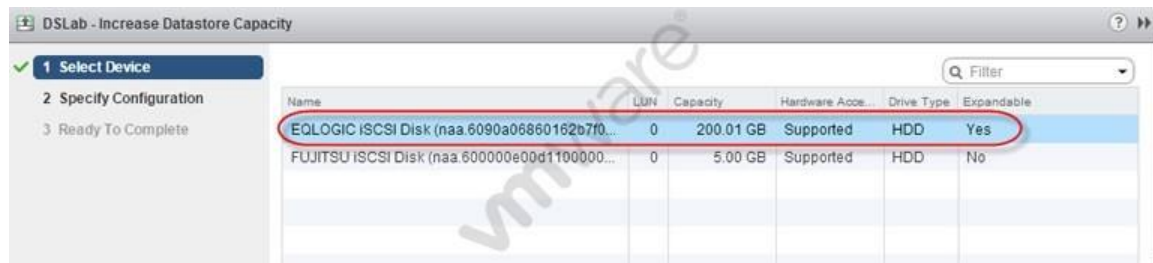 DSLab - Increase Datastore Capacity ?
1 Select Device
2 Specify Configuration
3 Ready To Complete
Filter
Name LUN Capacity Hardware Acce... Drive Type Expandable
EQLOGIC iSCSI Disk (naa.6090a06860162b7f0... 0 200.01 GB Supported HDD Yes
FUJITSU iSCSI Disk (naa.600000e00d1100000... 0 5.00 GB Supported HDD No
vmware®